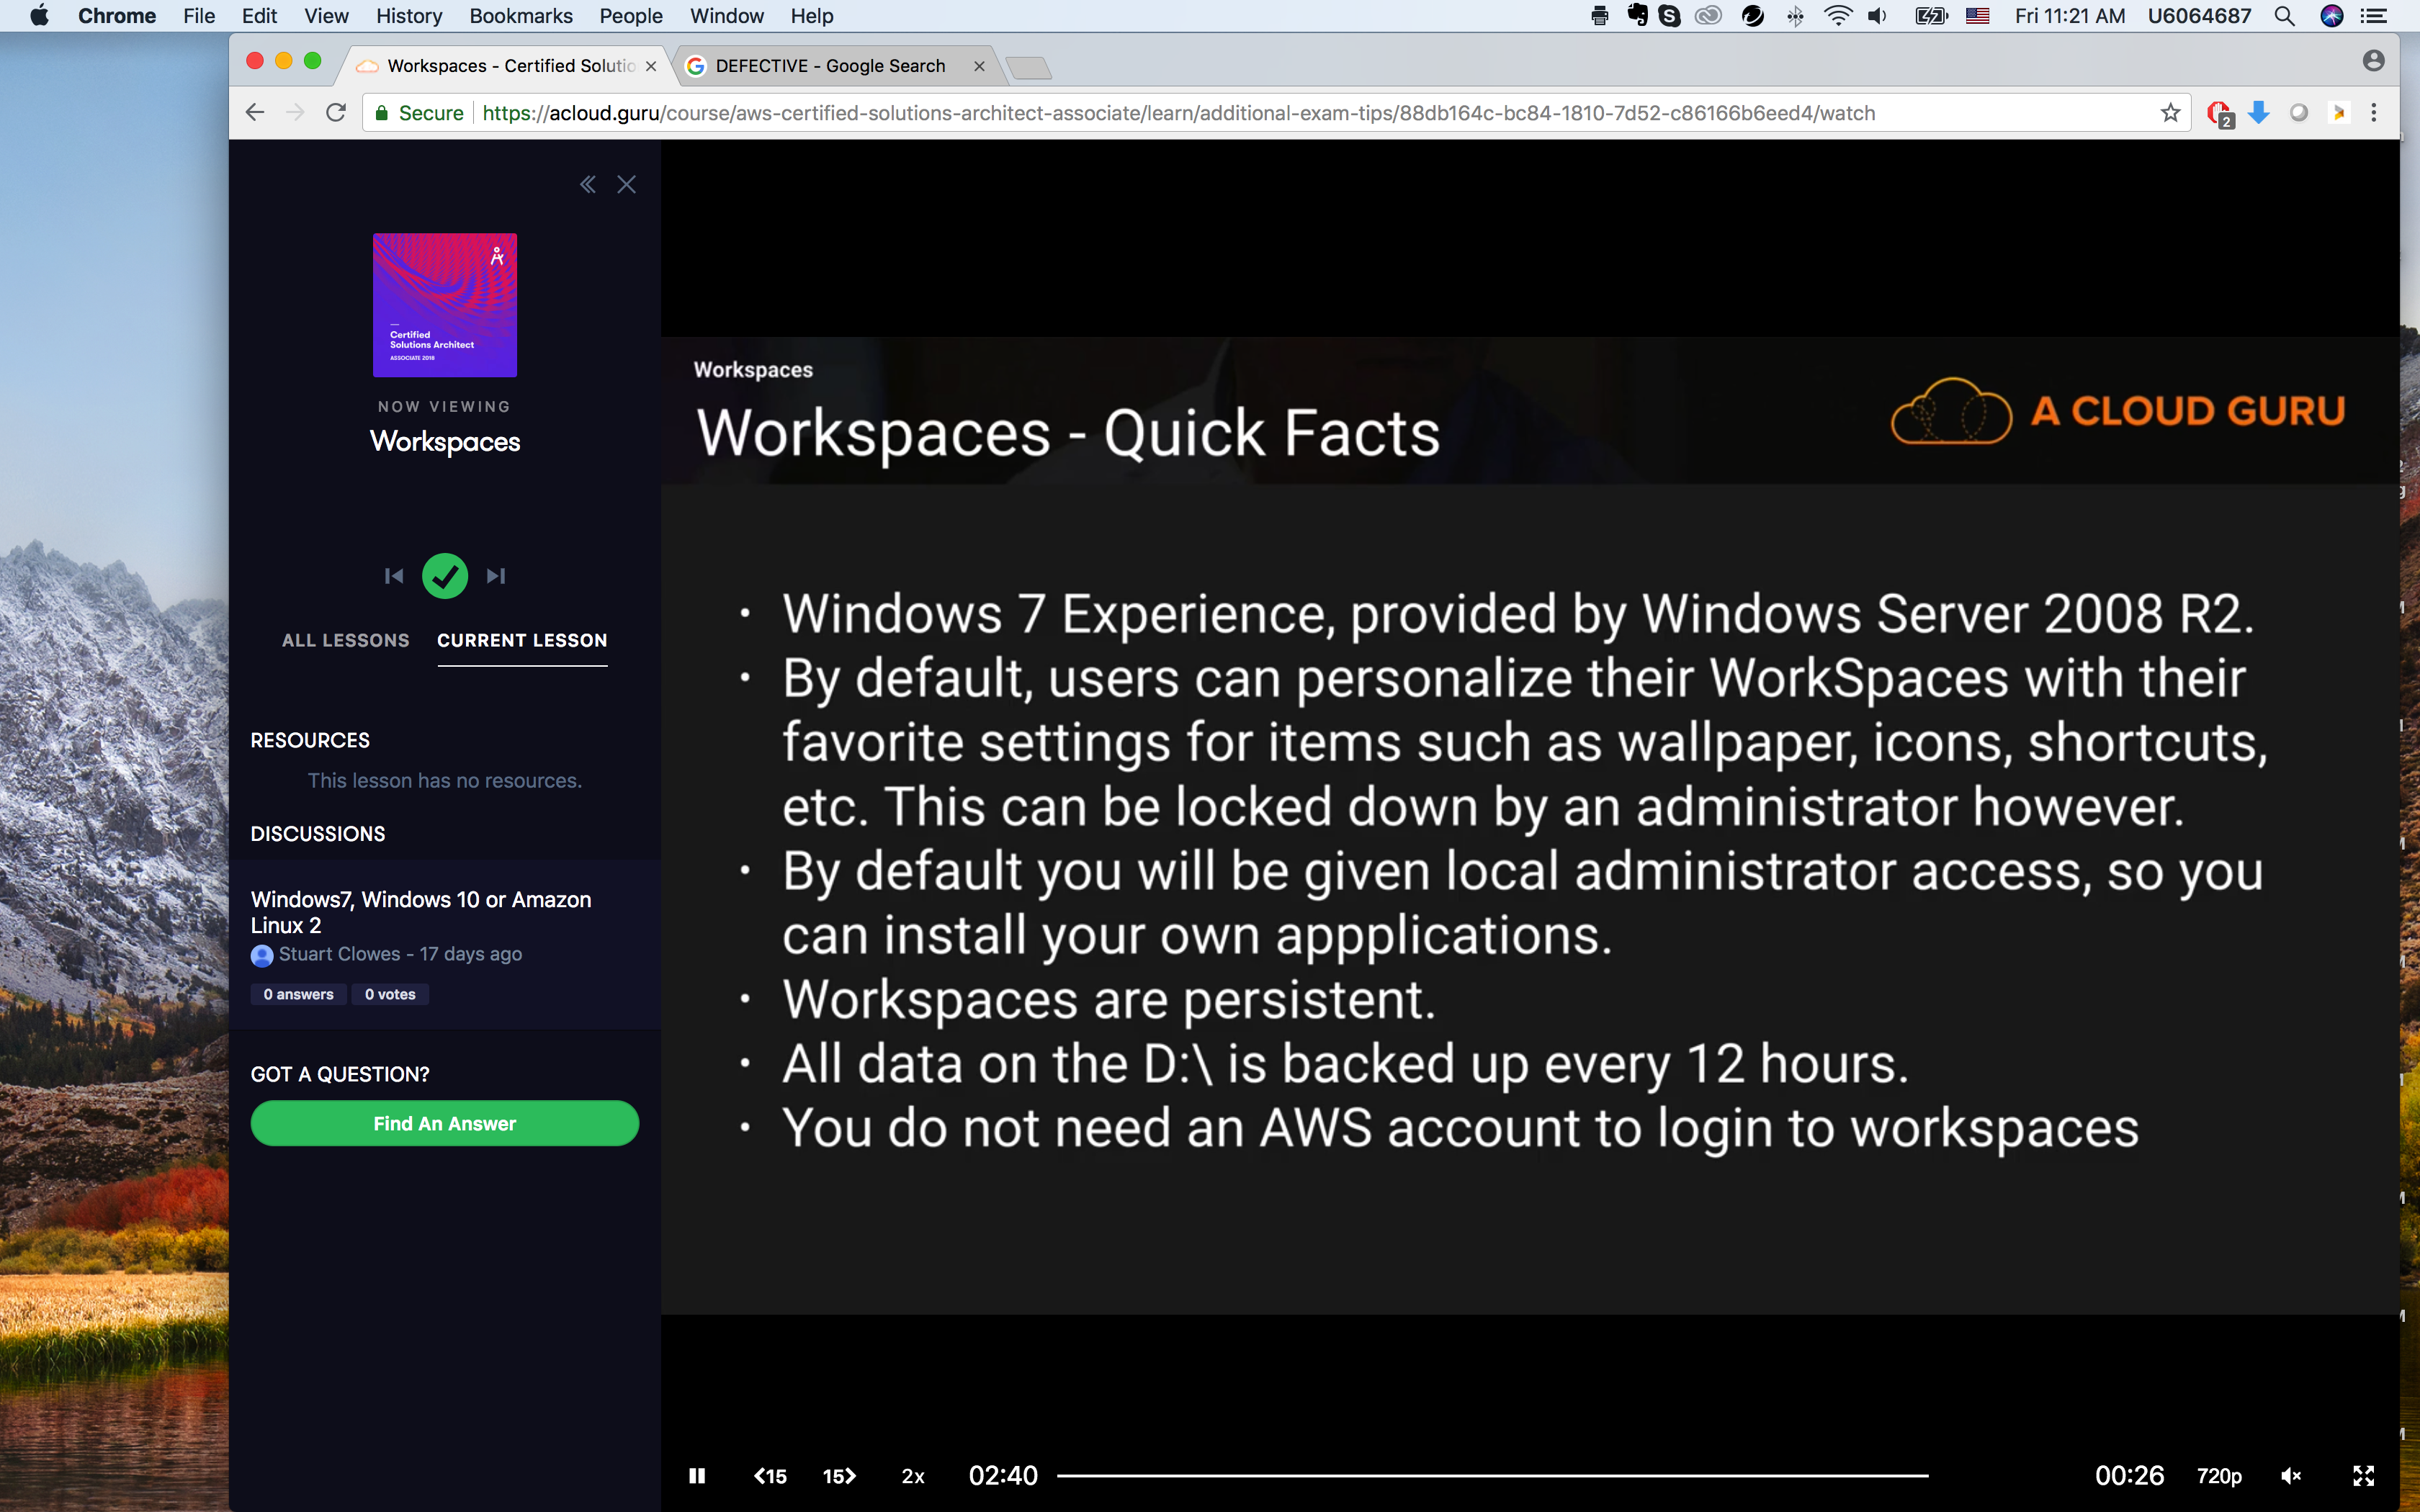 Chrome File Edit View History Bookmarks People Window Help
Fri 11:21 AM U6064687
Workspaces - Certified Solutio
DEFECTIVE - Google Search
Secure https://acloud.guru/course/aws-certified-solutions-architect-associate/learn/additional-exam-tips/88db164c-bc84-1810-7d52-c86166b6eed4/watch
2
Certified
Solutions Architect
ASSOCIATE 2018
NOW VIEWING
Workspaces
ALL LESSONS CURRENT LESSON
RESOURCES
This lesson has no resources.
DISCUSSIONS
Windows7, Windows 10 or Amazon
Linux 2
Stuart Clowes - 17 days ago
0 answers 0 votes
GOT A QUESTION?
Find An Answer
Workspaces
Workspaces - Quick Facts
A CLOUD GURU
• Windows 7 Experience, provided by Windows Server 2008 R2.
• By default, users can personalize their WorkSpaces with their
favorite settings for items such as wallpaper, icons, shortcuts,
etc. This can be locked down by an administrator however.
• By default you will be given local administrator access, so you
can install your own appplications.
• Workspaces are persistent.
• All data on the D:\ is backed up every 12 hours.
• You do not need an AWS account to login to workspaces
<15 15> 2x 02:40 00:26 720p